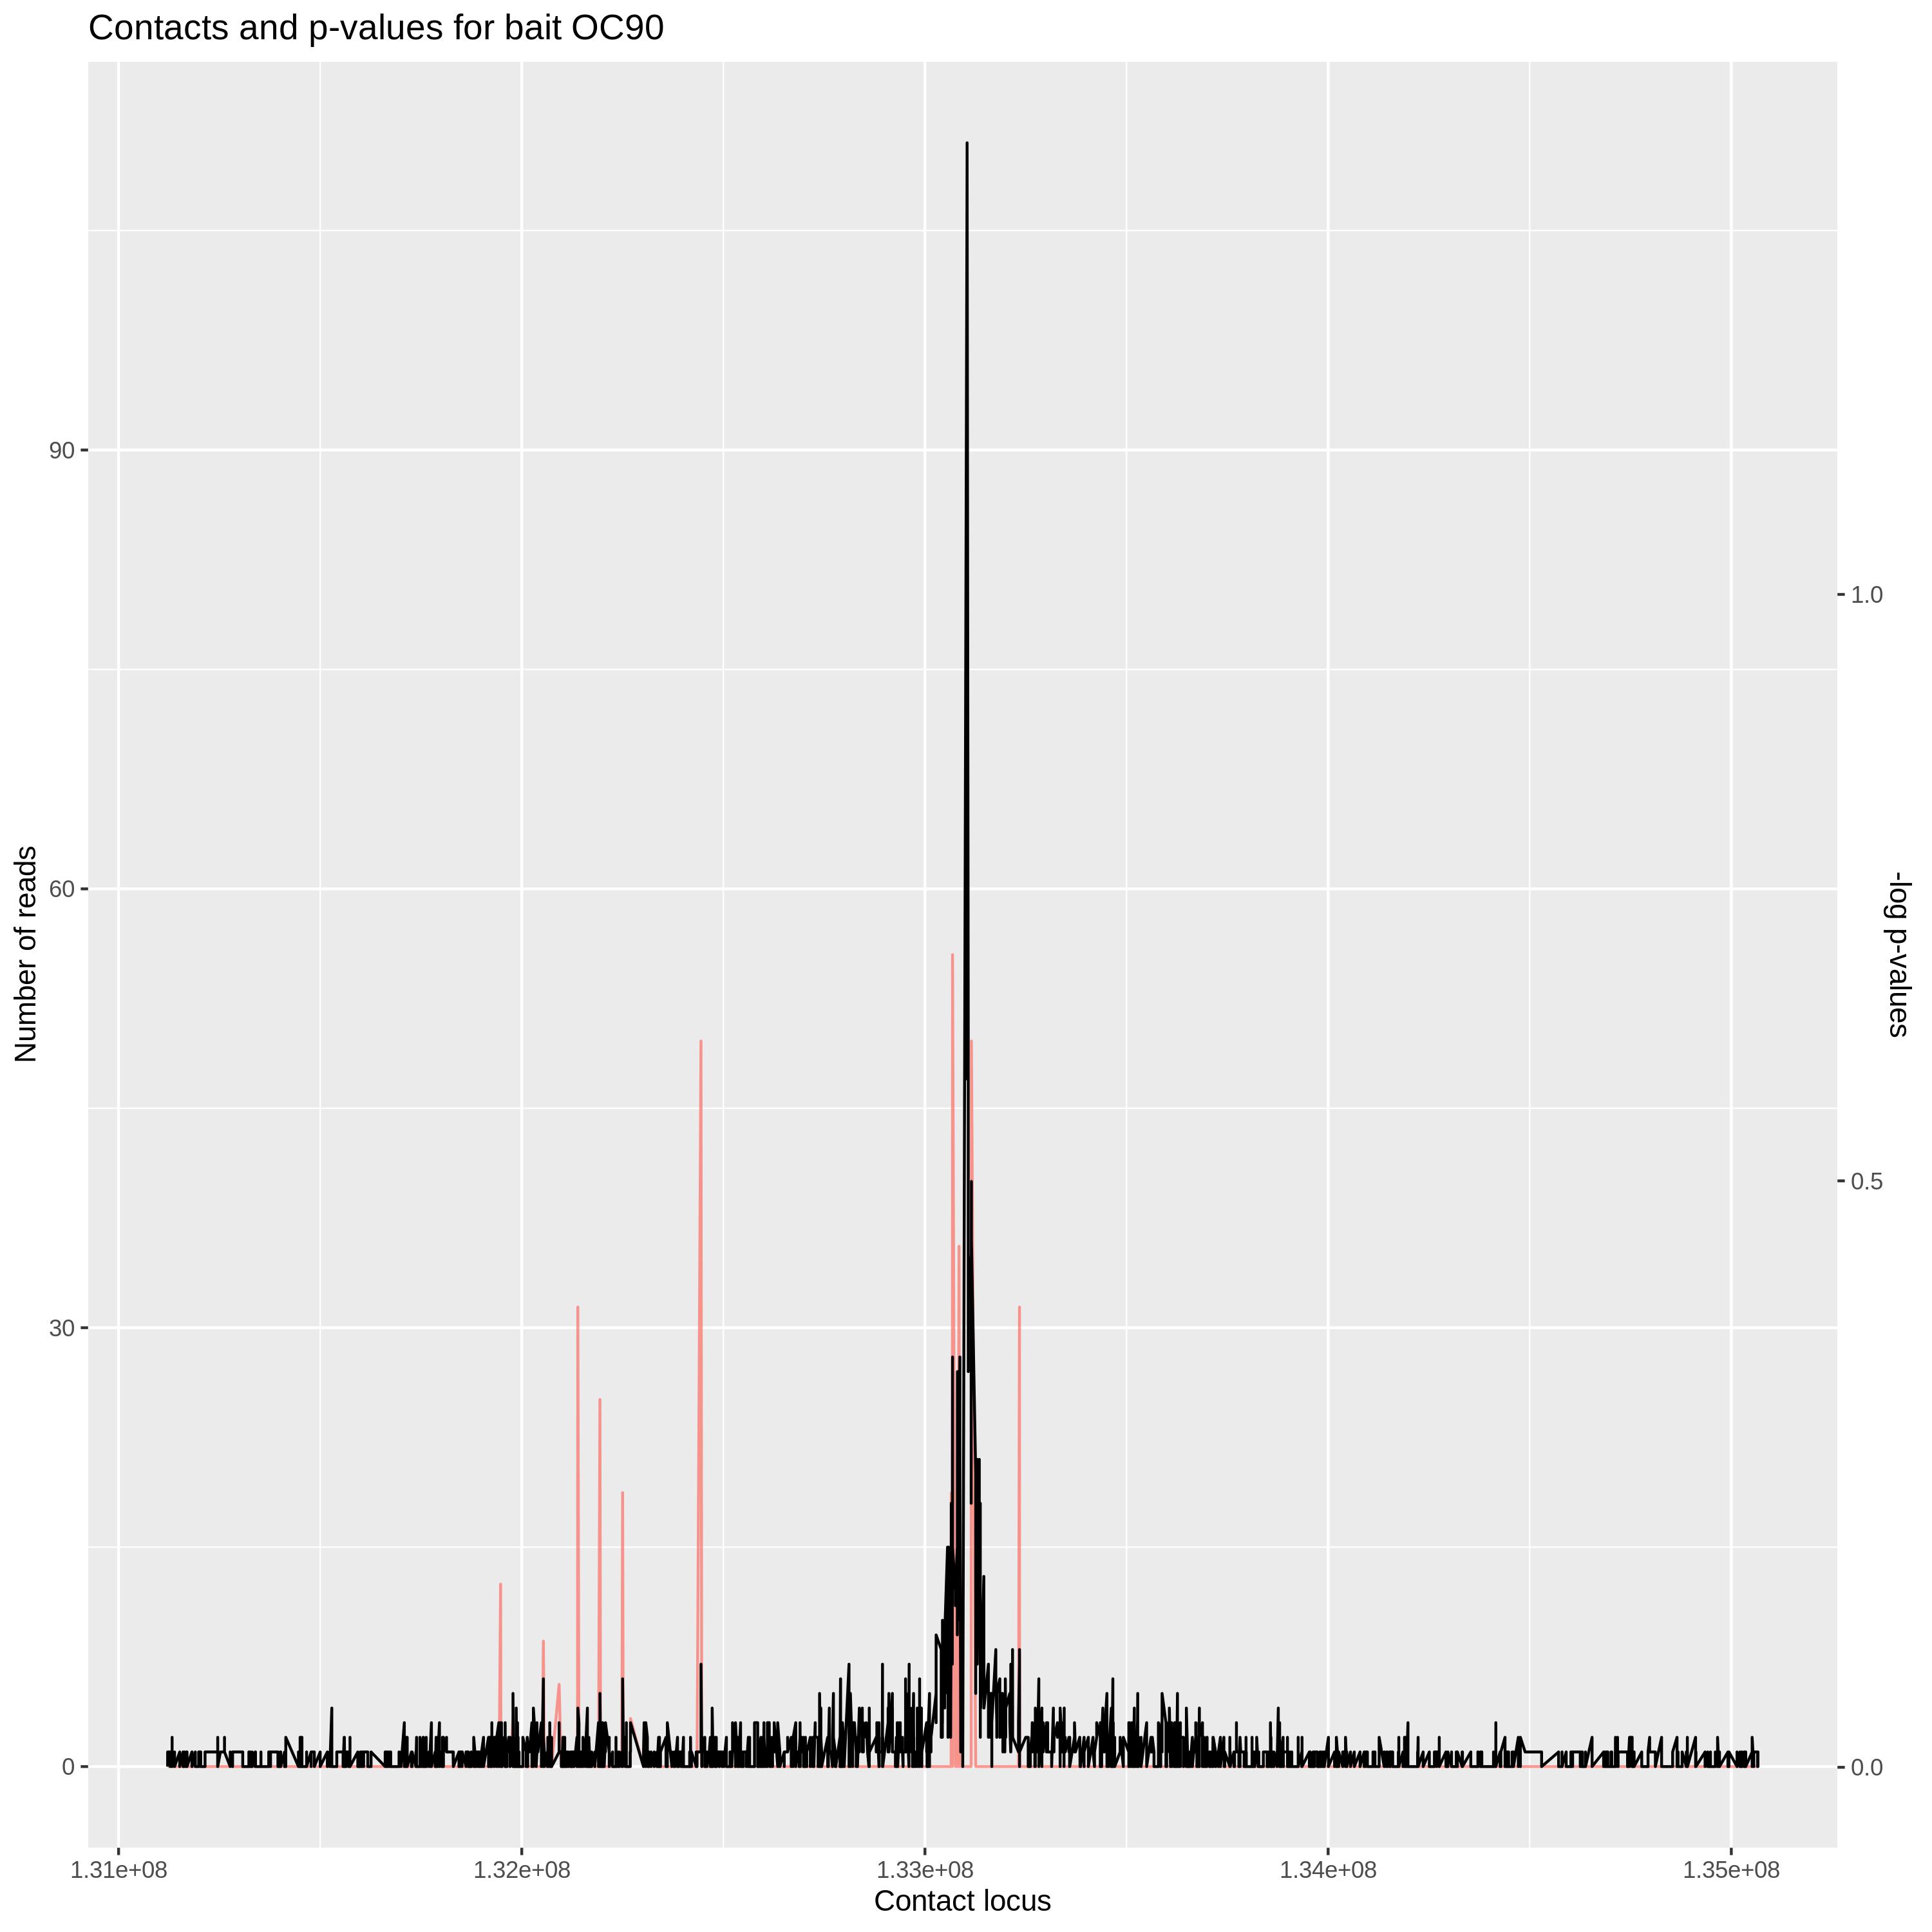 Contacts and p-values for bait OC90
90
60
30
0
Number of reads
1.0
0.5
0.0
-log p-values
1.31e+08
1.32e+08
1.33e+08
1.34e+08
1.35e+08
Contact locus